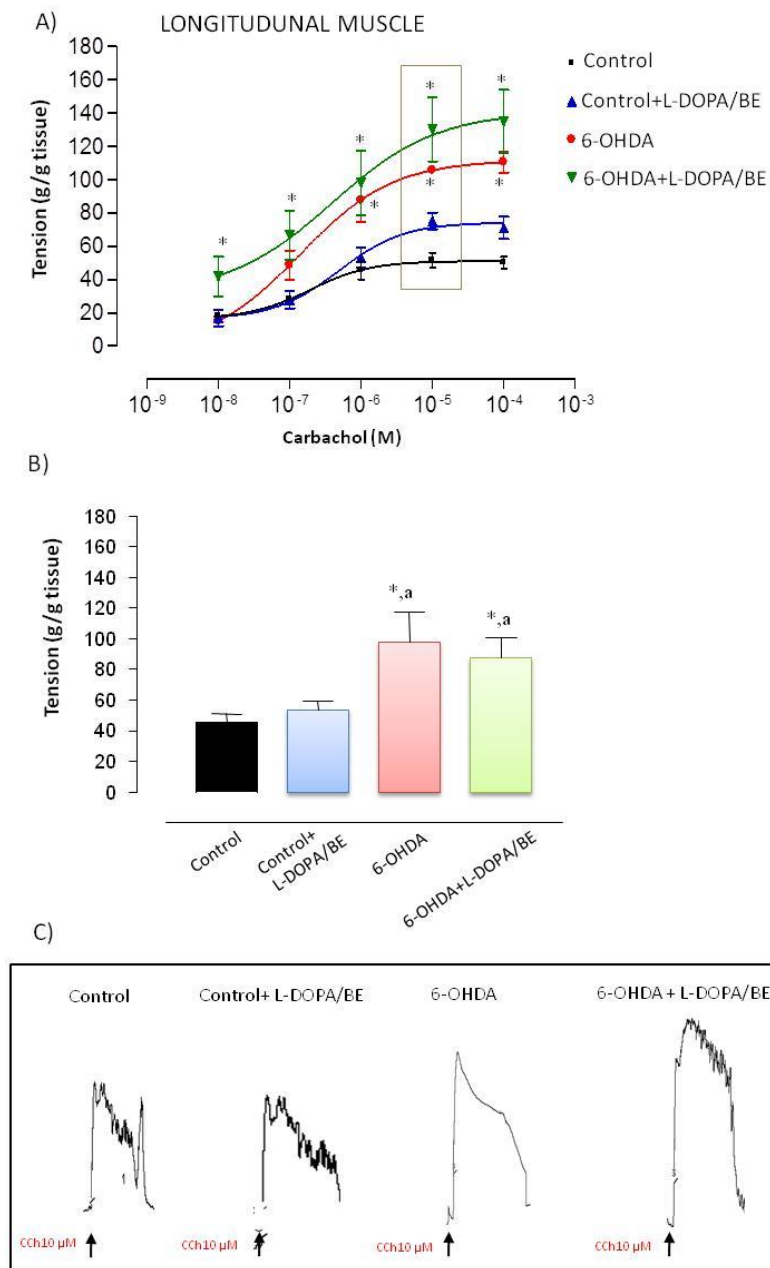 A)
LONGITUDUNAL MUSCLE
180
160
140
120
100
80
60
40
20
0
Tension (g/g tissue)
* * * * * * * *
Control
Control+L-DOPA/BE
6-OHDA
6-OHDA+L-DOPA/BE
10⁻⁹ 10⁻⁸ 10⁻⁷ 10⁻⁶ 10⁻⁵ 10⁻⁴ 10⁻³
Carbachol (M)
B)
180
160
140
120
100
80
60
40
20
0
Tension (g/g tissue)
*,a
*,a
Control
Control+
L-DOPA/BE
6-OHDA
6-OHDA+L-DOPA/BE
C)
Control Control+ L-DOPA/BE 6-OHDA 6-OHDA + L-DOPA/BE
CCh10 μM CCh10 μM CCh10 μM CCh10 μM